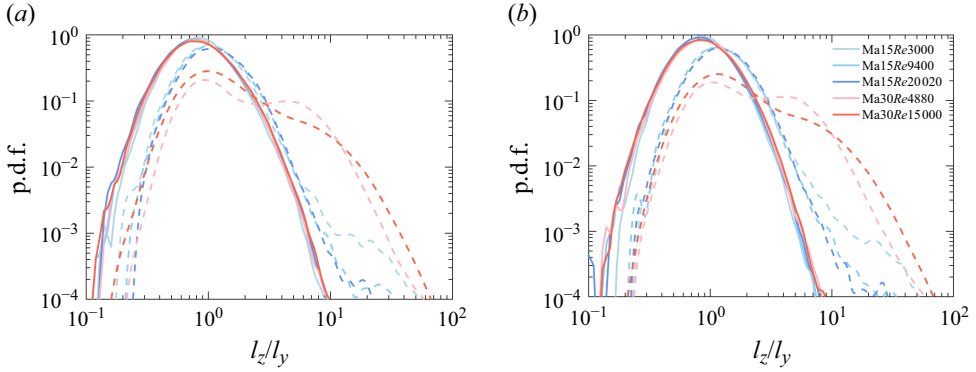 (a)
10^0
10^-1
10^-2
10^-3
10^-4
p.d.f.
10^-1 10^0 10^1 10^2
l_z/l_y
(b)
10^0
10^-1
10^-2
10^-3
10^-4
p.d.f.
10^-1 10^0 10^1 10^2
l_z/l_y
Ma15Re3000
Ma15Re9400
Ma15Re20020
Ma30Re4880
Ma30Re15000